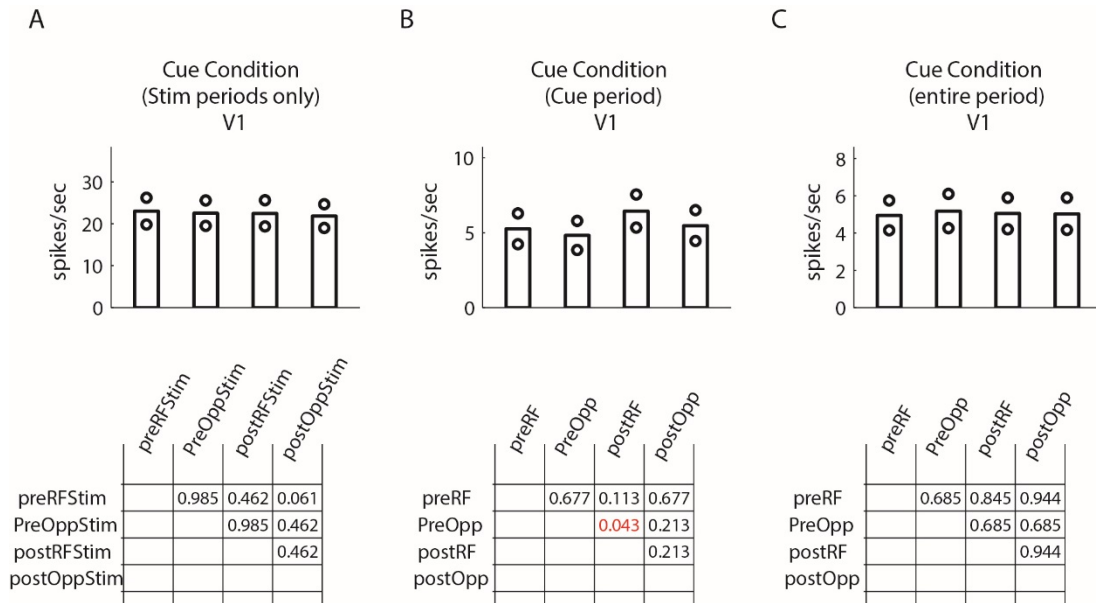 A
Cue Condition
(Stim periods only)
V1
spikes/sec
30
20
10
0
preRFStim
PreOppStim
postRFStim
postOppStim
preRFStim 0.985 0.462 0.061
PreOppStim 0.985 0.462
postRFStim 0.462
postOppStim
B
Cue Condition
(Cue period)
V1
spikes/sec
10
5
0
preRF
PreOpp
postRF
postOpp
preRF 0.677 0.113 0.677
PreOpp 0.043 0.213
postRF 0.213
postOpp
C
Cue Condition
(entire period)
V1
spikes/sec
8
6
4
2
0
preRF
PreOpp
postRF
postOpp
preRF 0.685 0.845 0.944
PreOpp 0.685 0.685
postRF 0.944
postOpp